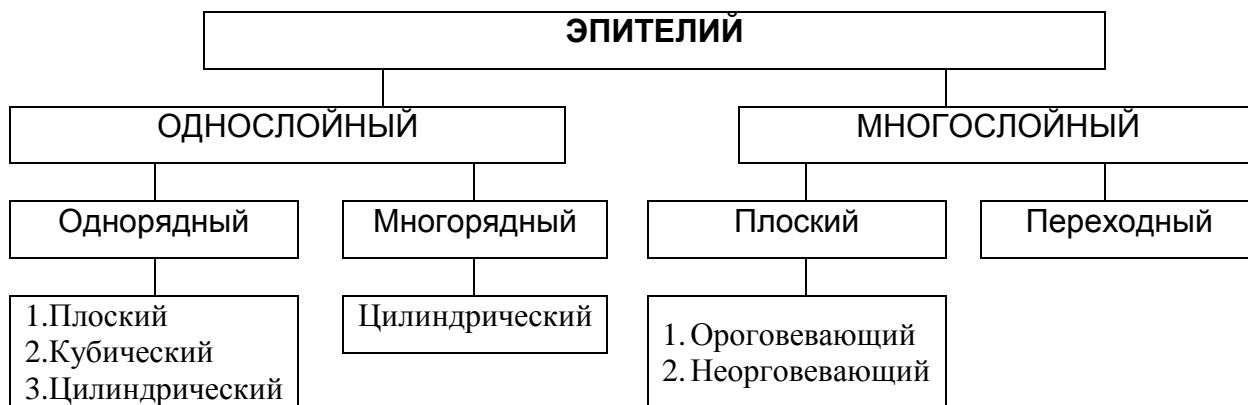 ЭПИТЕЛИЙ
ОДНОСЛОЙНЫЙ
МНОГОСЛОЙНЫЙ
Однорядный
Многорядный
Плоский
Переходный
1.Плоский
2.Кубический
3.Цилиндрический
Цилиндрический
1. Ороговевающий
2. Неорговевающий